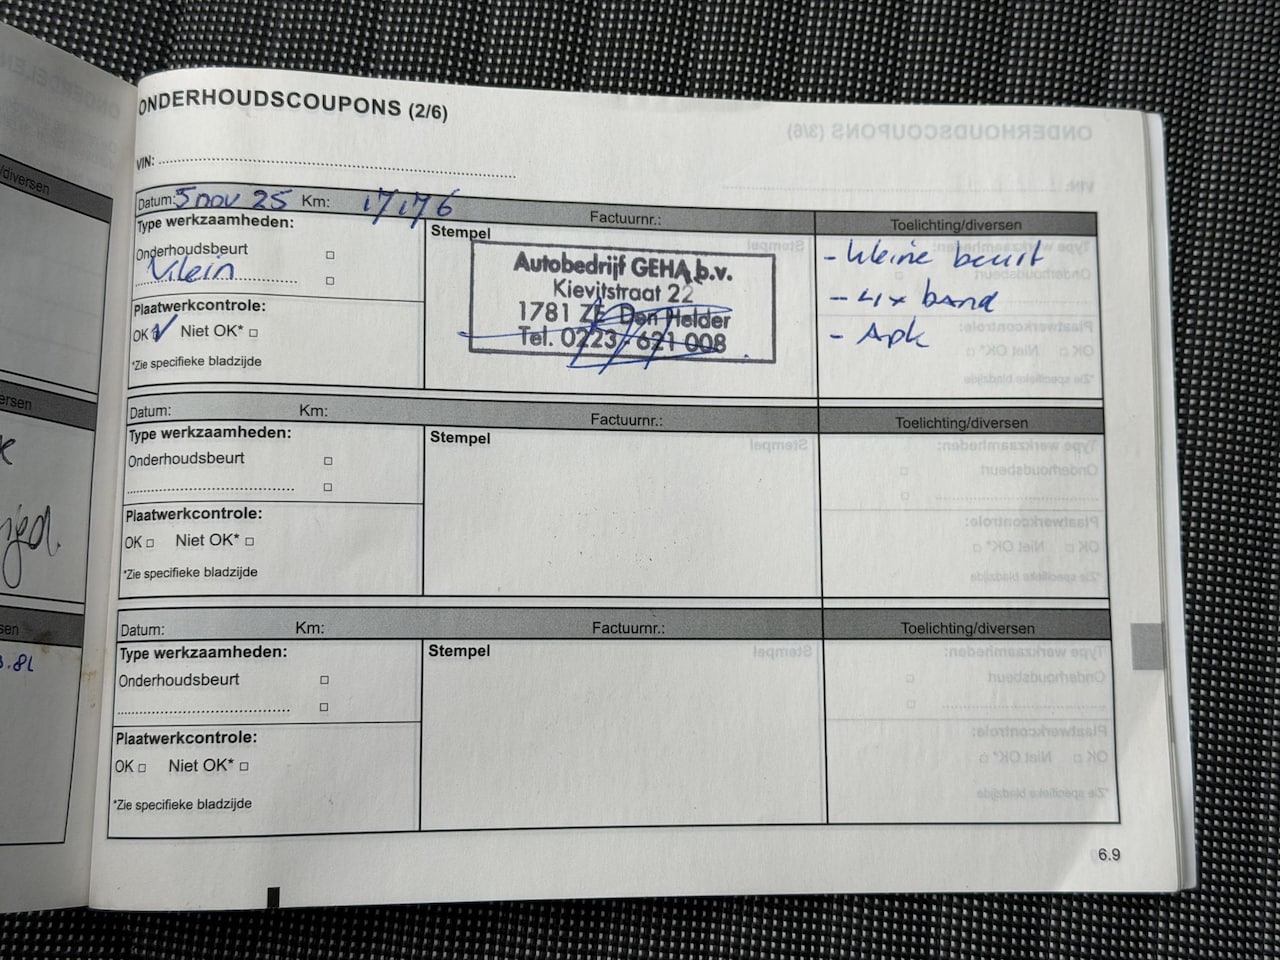 ONDERHOUDSCOUPONS (2/6)
VIN:
Datum: 5 nov 25 Km: 17176 Factuurnr.: Toelichting/diversen
Type werkzaamheden:
Onderhoudsbeurt
Klein
Plaatwerkcontrole:
OK Niet OK*
*Zie specifieke bladzijde
Stempel
Autobedrijf GEHA b.v.
Kievitstraat 22
1781 ZE Den Helder
Tel. 0223 - 621 008
- kleine beurt
- 4x band
- Apk
Datum: Km: Factuurnr.: Toelichting/diversen
Type werkzaamheden:
Onderhoudsbeurt
Plaatwerkcontrole:
OK Niet OK*
*Zie specifieke bladzijde
Stempel
Datum: Km: Factuurnr.: Toelichting/diversen
Type werkzaamheden:
Onderhoudsbeurt
Plaatwerkcontrole:
OK Niet OK*
*Zie specifieke bladzijde
Stempel
6.9